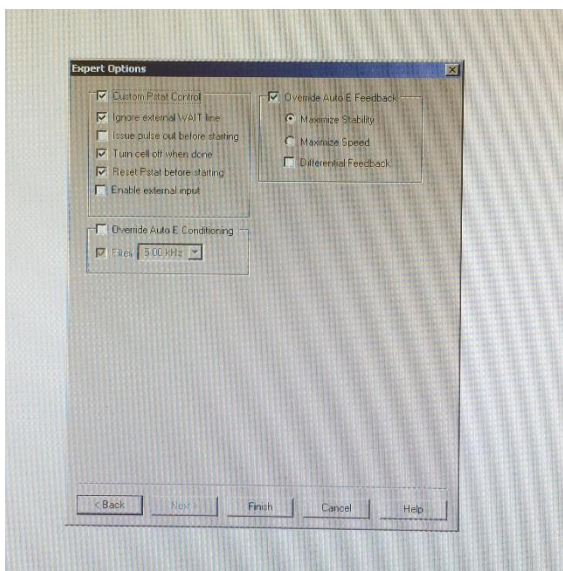 Expert Options
Custom Pstat Control
Ignore external WAIT line
Issue pulse out before starting
Turn cell off when done
Reset Pstat before starting
Enable external input
Override Auto E Feedback
Maximize Stability
Maximize Speed
Differential Feedback
Override Auto E Conditioning
Filter 5.00 kHz
< Back
Next >
Finish
Cancel
Help